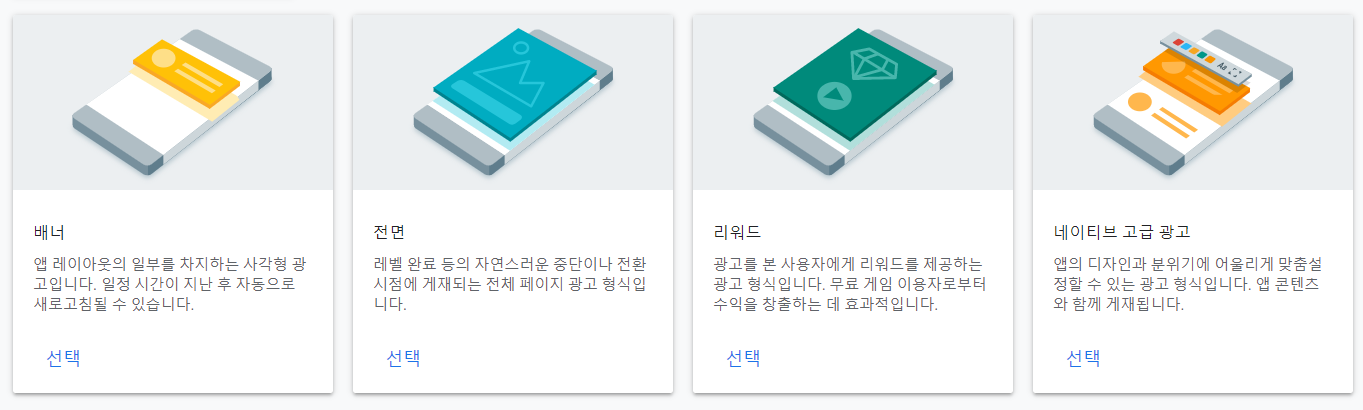 Aa
배너
앱 레이아웃의 일부를 차지하는 사각형 광
고입니다. 일정 시간이 지난 후 자동으로
새로고침될 수 있습니다.
선택
전면
레벨 완료 등의 자연스러운 중단이나 전환
시점에 게재되는 전체 페이지 광고 형식입
니다.
선택
리워드
광고를 본 사용자에게 리워드를 제공하는
광고 형식입니다. 무료 게임 이용자로부터
수익을 창출하는 데 효과적입니다.
선택
네이티브 고급 광고
앱의 디자인과 분위기에 어울리게 맞춤설
정할 수 있는 광고 형식입니다. 앱 콘텐츠
와 함께 게재됩니다.
선택